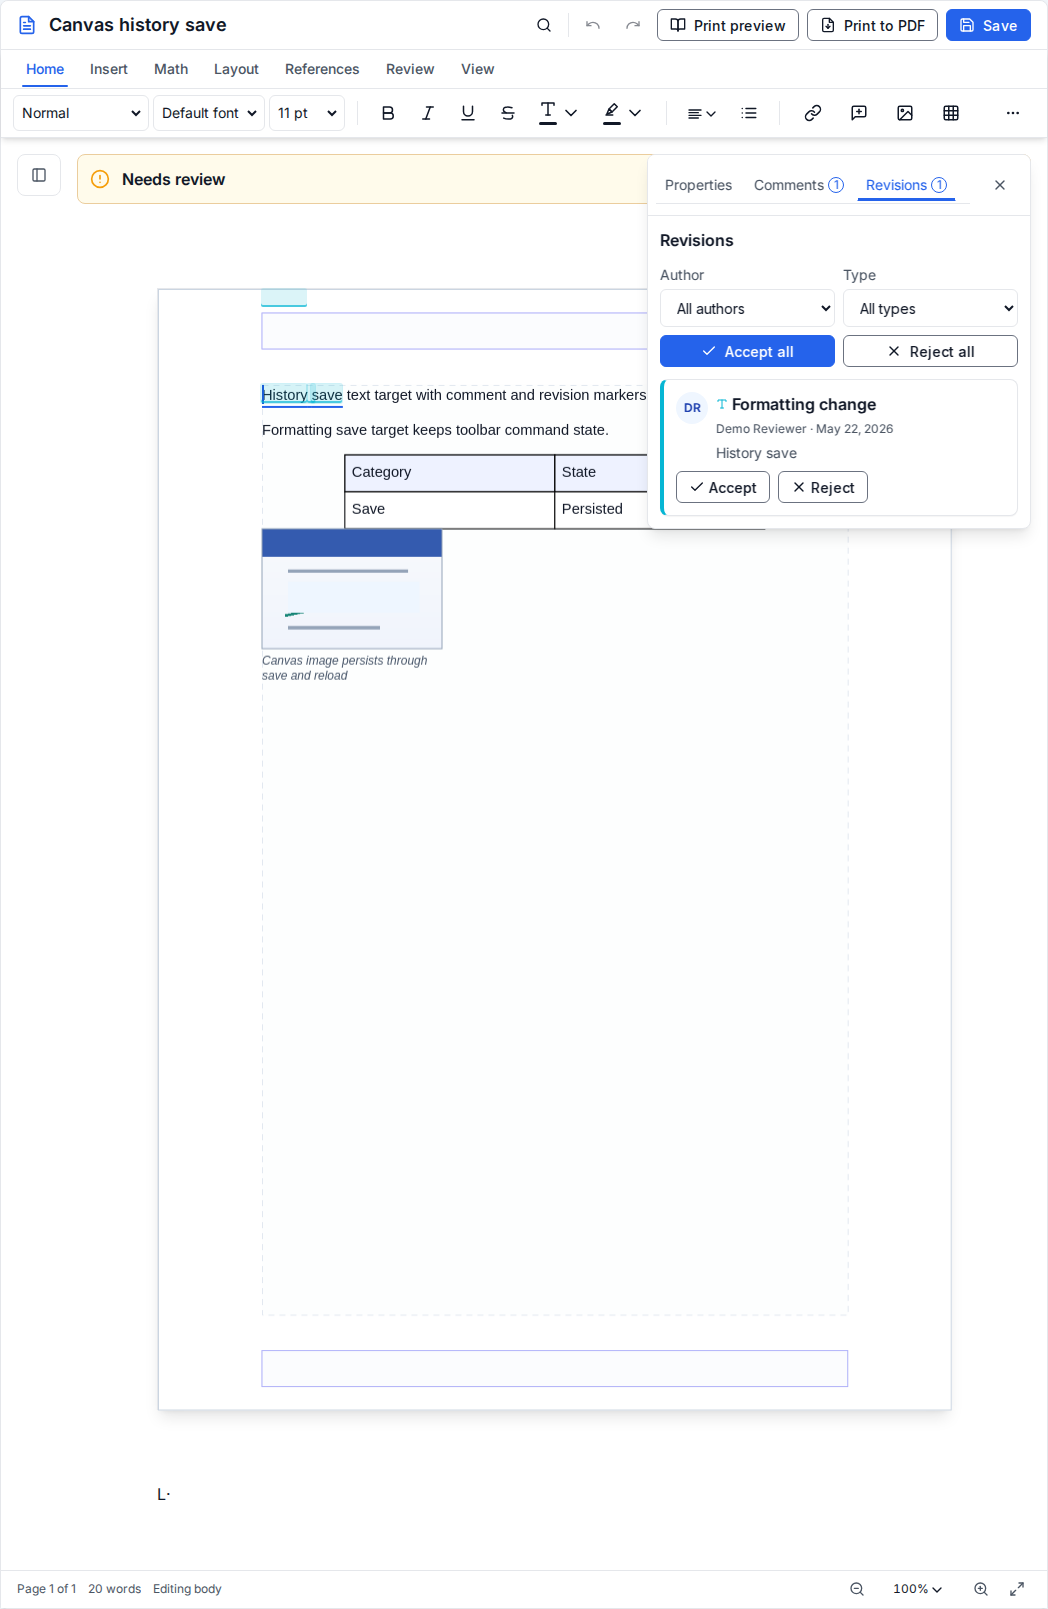 Canvas history save
Print preview
Print to PDF
Save
Home Insert Math Layout References Review View
Normal Default font 11 pt
Needs review
Properties Comments 1 Revisions 1
Revisions
Author Type
All authors All types
Accept all Reject all
DR Formatting change
Demo Reviewer · May 22, 2026
History save
Accept Reject
History save text target with comment and revision markers
Formatting save target keeps toolbar command state.
Category State
Save Persisted
Canvas image persists through
save and reload
L·
Page 1 of 1 20 words Editing body
100%